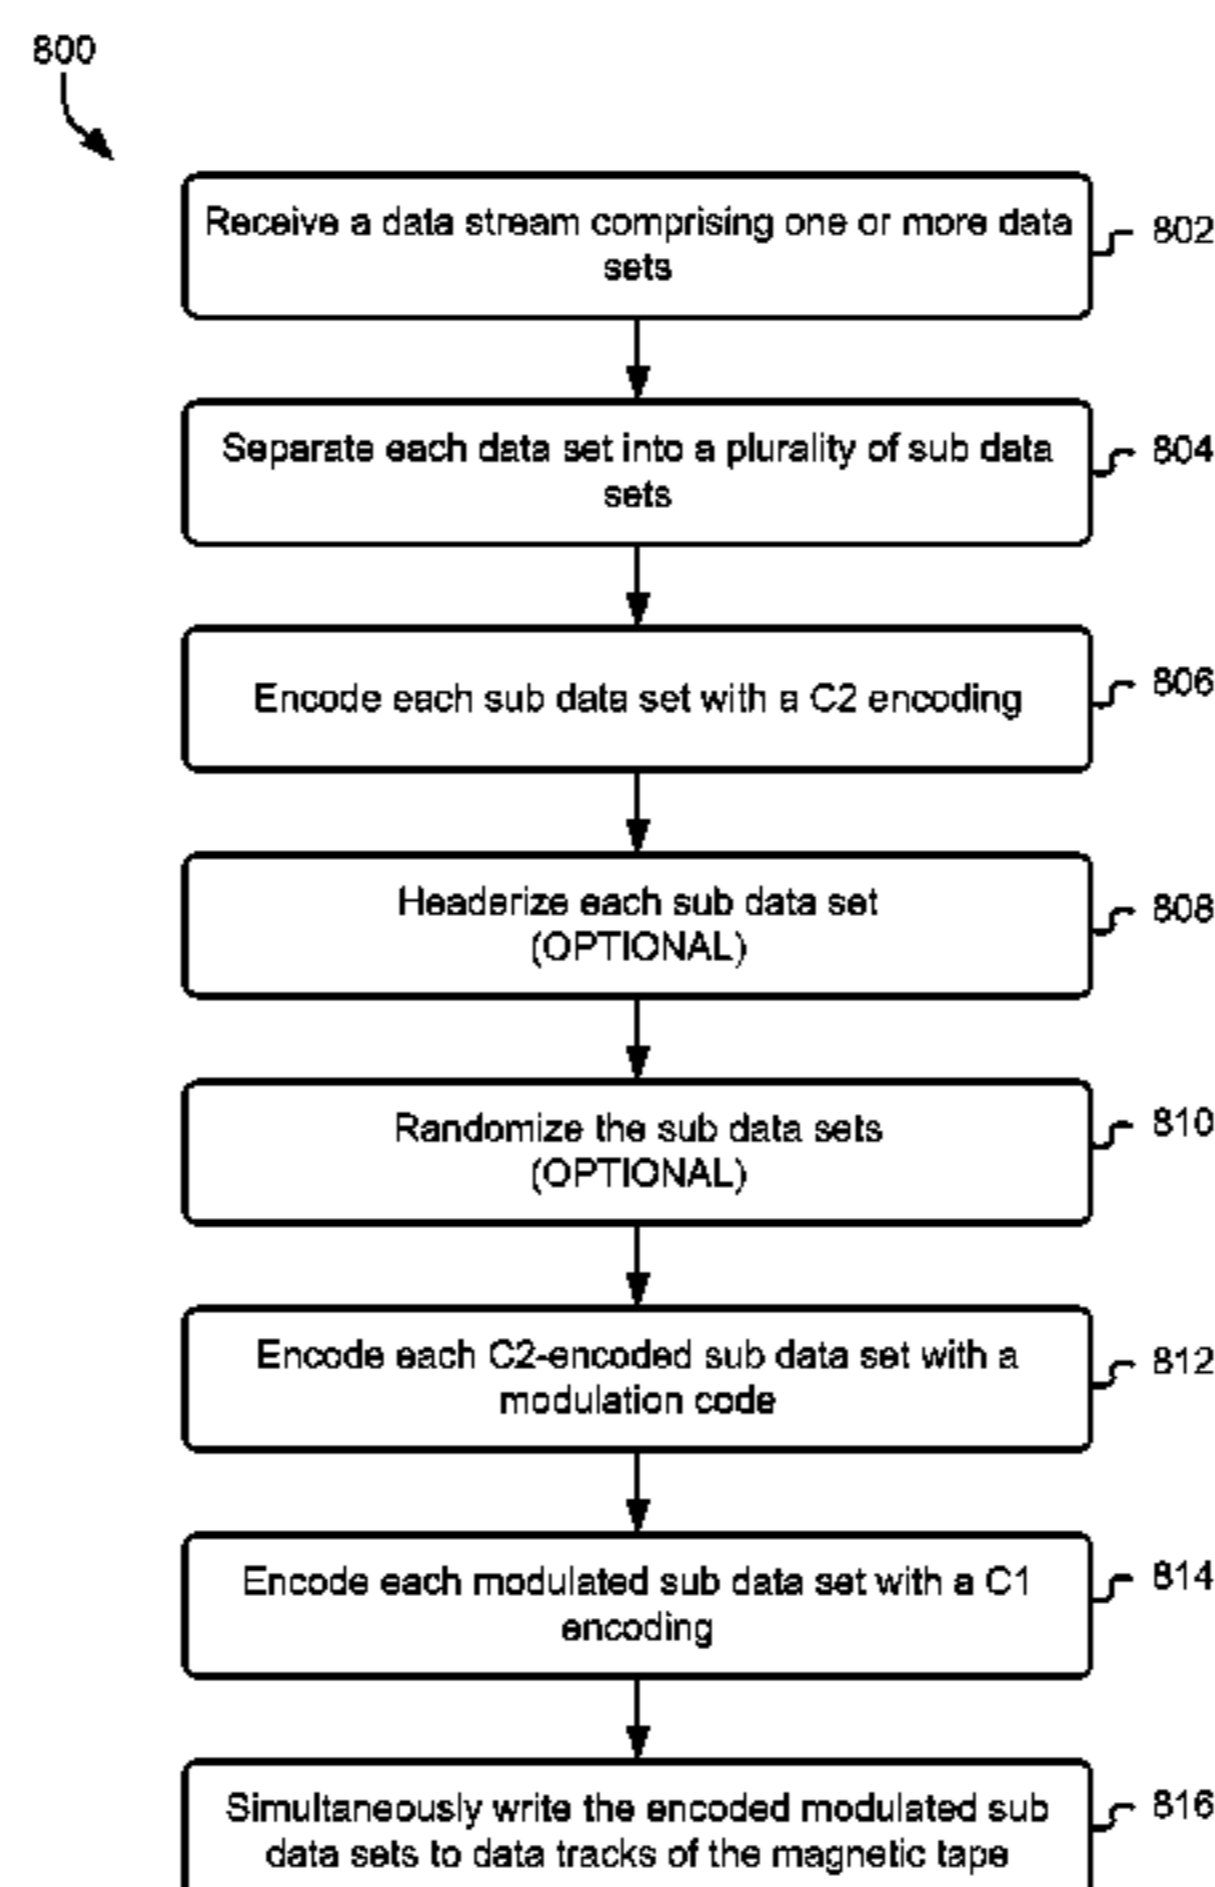 800
Receive a data stream comprising one or more data
sets
802
Separate each data set into a plurality of sub data
sets
804
Encode each sub data set with a C2 encoding
806
Headerize each sub data set
(OPTIONAL)
808
Randomize the sub data sets
(OPTIONAL)
810
Encode each C2-encoded sub data set with a
modulation code
812
Encode each modulated sub data set with a C1
encoding
814
Simultaneously write the encoded modulated sub
data sets to data tracks of the magnetic tape
816